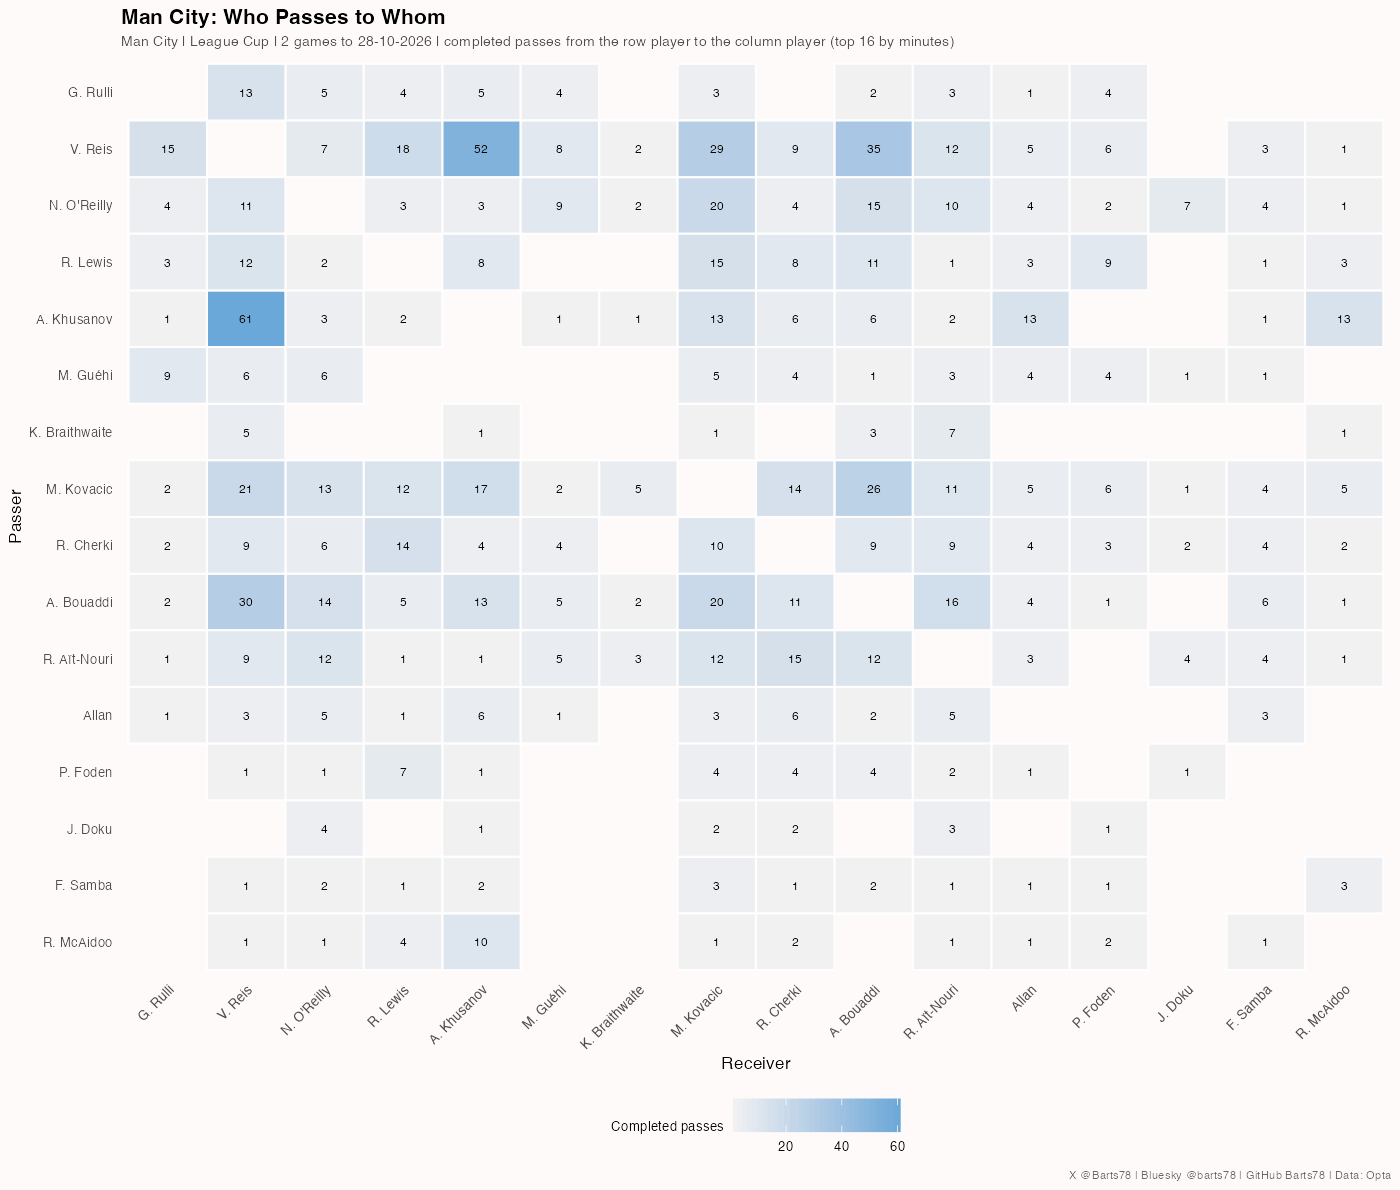 Man City: Who Passes to Whom
Man City | League Cup | 2 games to 28-10-2026 | completed passes from the row player to the column player (top 16 by minutes)
G. Rulli 13 5 4 5 4 3 2 3 1 4
V. Reis 15 7 18 52 8 2 29 9 35 12 5 6 3 1
N. O'Reilly 4 11 3 3 9 2 20 4 15 10 4 2 7 4 1
R. Lewis 3 12 2 8 15 8 11 1 3 9 1 3
A. Khusanov 1 61 3 2 1 1 13 6 6 2 13 1 13
M. Guéhi 9 6 6 5 4 1 3 4 4 1 1
K. Braithwaite 5 1 1 3 7 1
M. Kovacic 2 21 13 12 17 2 5 14 26 11 5 6 1 4 5
R. Cherki 2 9 6 14 4 4 10 9 9 4 3 2 4 2
A. Bouaddi 2 30 14 5 13 5 2 20 11 16 4 1 6 1
R. Aït-Nouri 1 9 12 1 1 5 3 12 15 12 3 4 4 1
Allan 1 3 5 1 6 1 3 6 2 5 3
P. Foden 1 1 7 1 4 4 4 2 1 1
J. Doku 4 1 2 2 3 1
F. Samba 1 2 1 2 3 1 2 1 1 1 3
R. McAidoo 1 1 4 10 1 2 1 1 2 1
Passer
G. Rulli V. Reis N. O'Reilly R. Lewis A. Khusanov M. Guéhi K. Braithwaite M. Kovacic R. Cherki A. Bouaddi R. Aït-Nouri Allan P. Foden J. Doku F. Samba R. McAidoo
Receiver
Completed passes
20 40 60
X @Barts78 | Bluesky @barts78 | GitHub Barts78 | Data: Opta